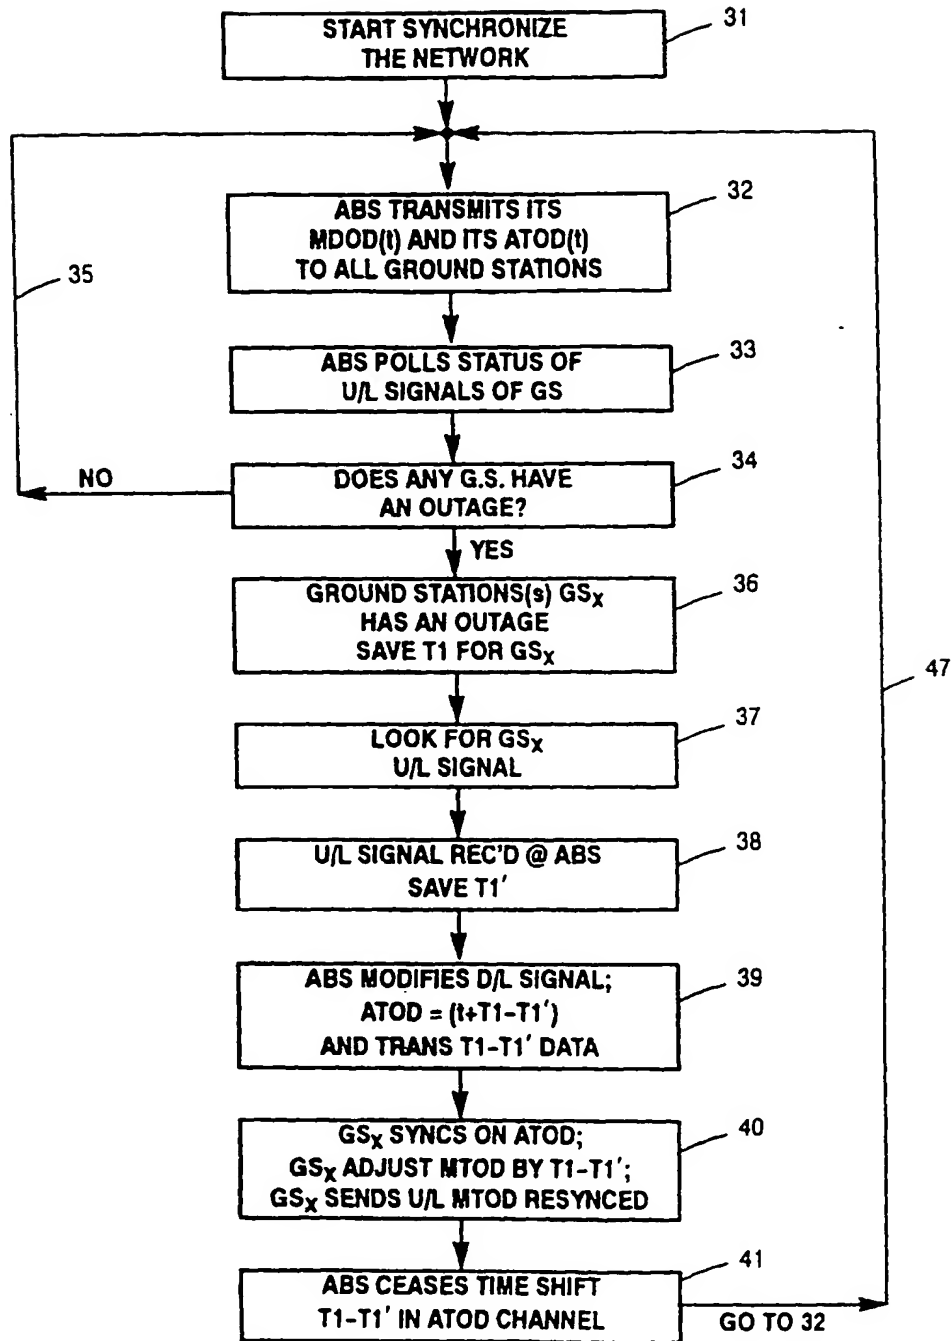 START SYNCHRONIZE
THE NETWORK
31
ABS TRANSMITS ITS
MDOD(t) AND ITS ATOD(t)
TO ALL GROUND STATIONS
32
35
ABS POLLS STATUS OF
U/L SIGNALS OF GS
33
DOES ANY G.S. HAVE
AN OUTAGE?
34
NO
YES
GROUND STATIONS(s) GSX
HAS AN OUTAGE
SAVE T1 FOR GSX
36
47
LOOK FOR GSX
U/L SIGNAL
37
U/L SIGNAL REC'D @ ABS
SAVE T1'
38
ABS MODIFIES D/L SIGNAL;
ATOD = (t+T1-T1')
AND TRANS T1-T1' DATA
39
GSX SYNCS ON ATOD;
GSX ADJUST MTOD BY T1-T1';
GSX SENDS U/L MTOD RESYNCED
40
ABS CEASES TIME SHIFT
T1-T1' IN ATOD CHANNEL
41
GO TO 32